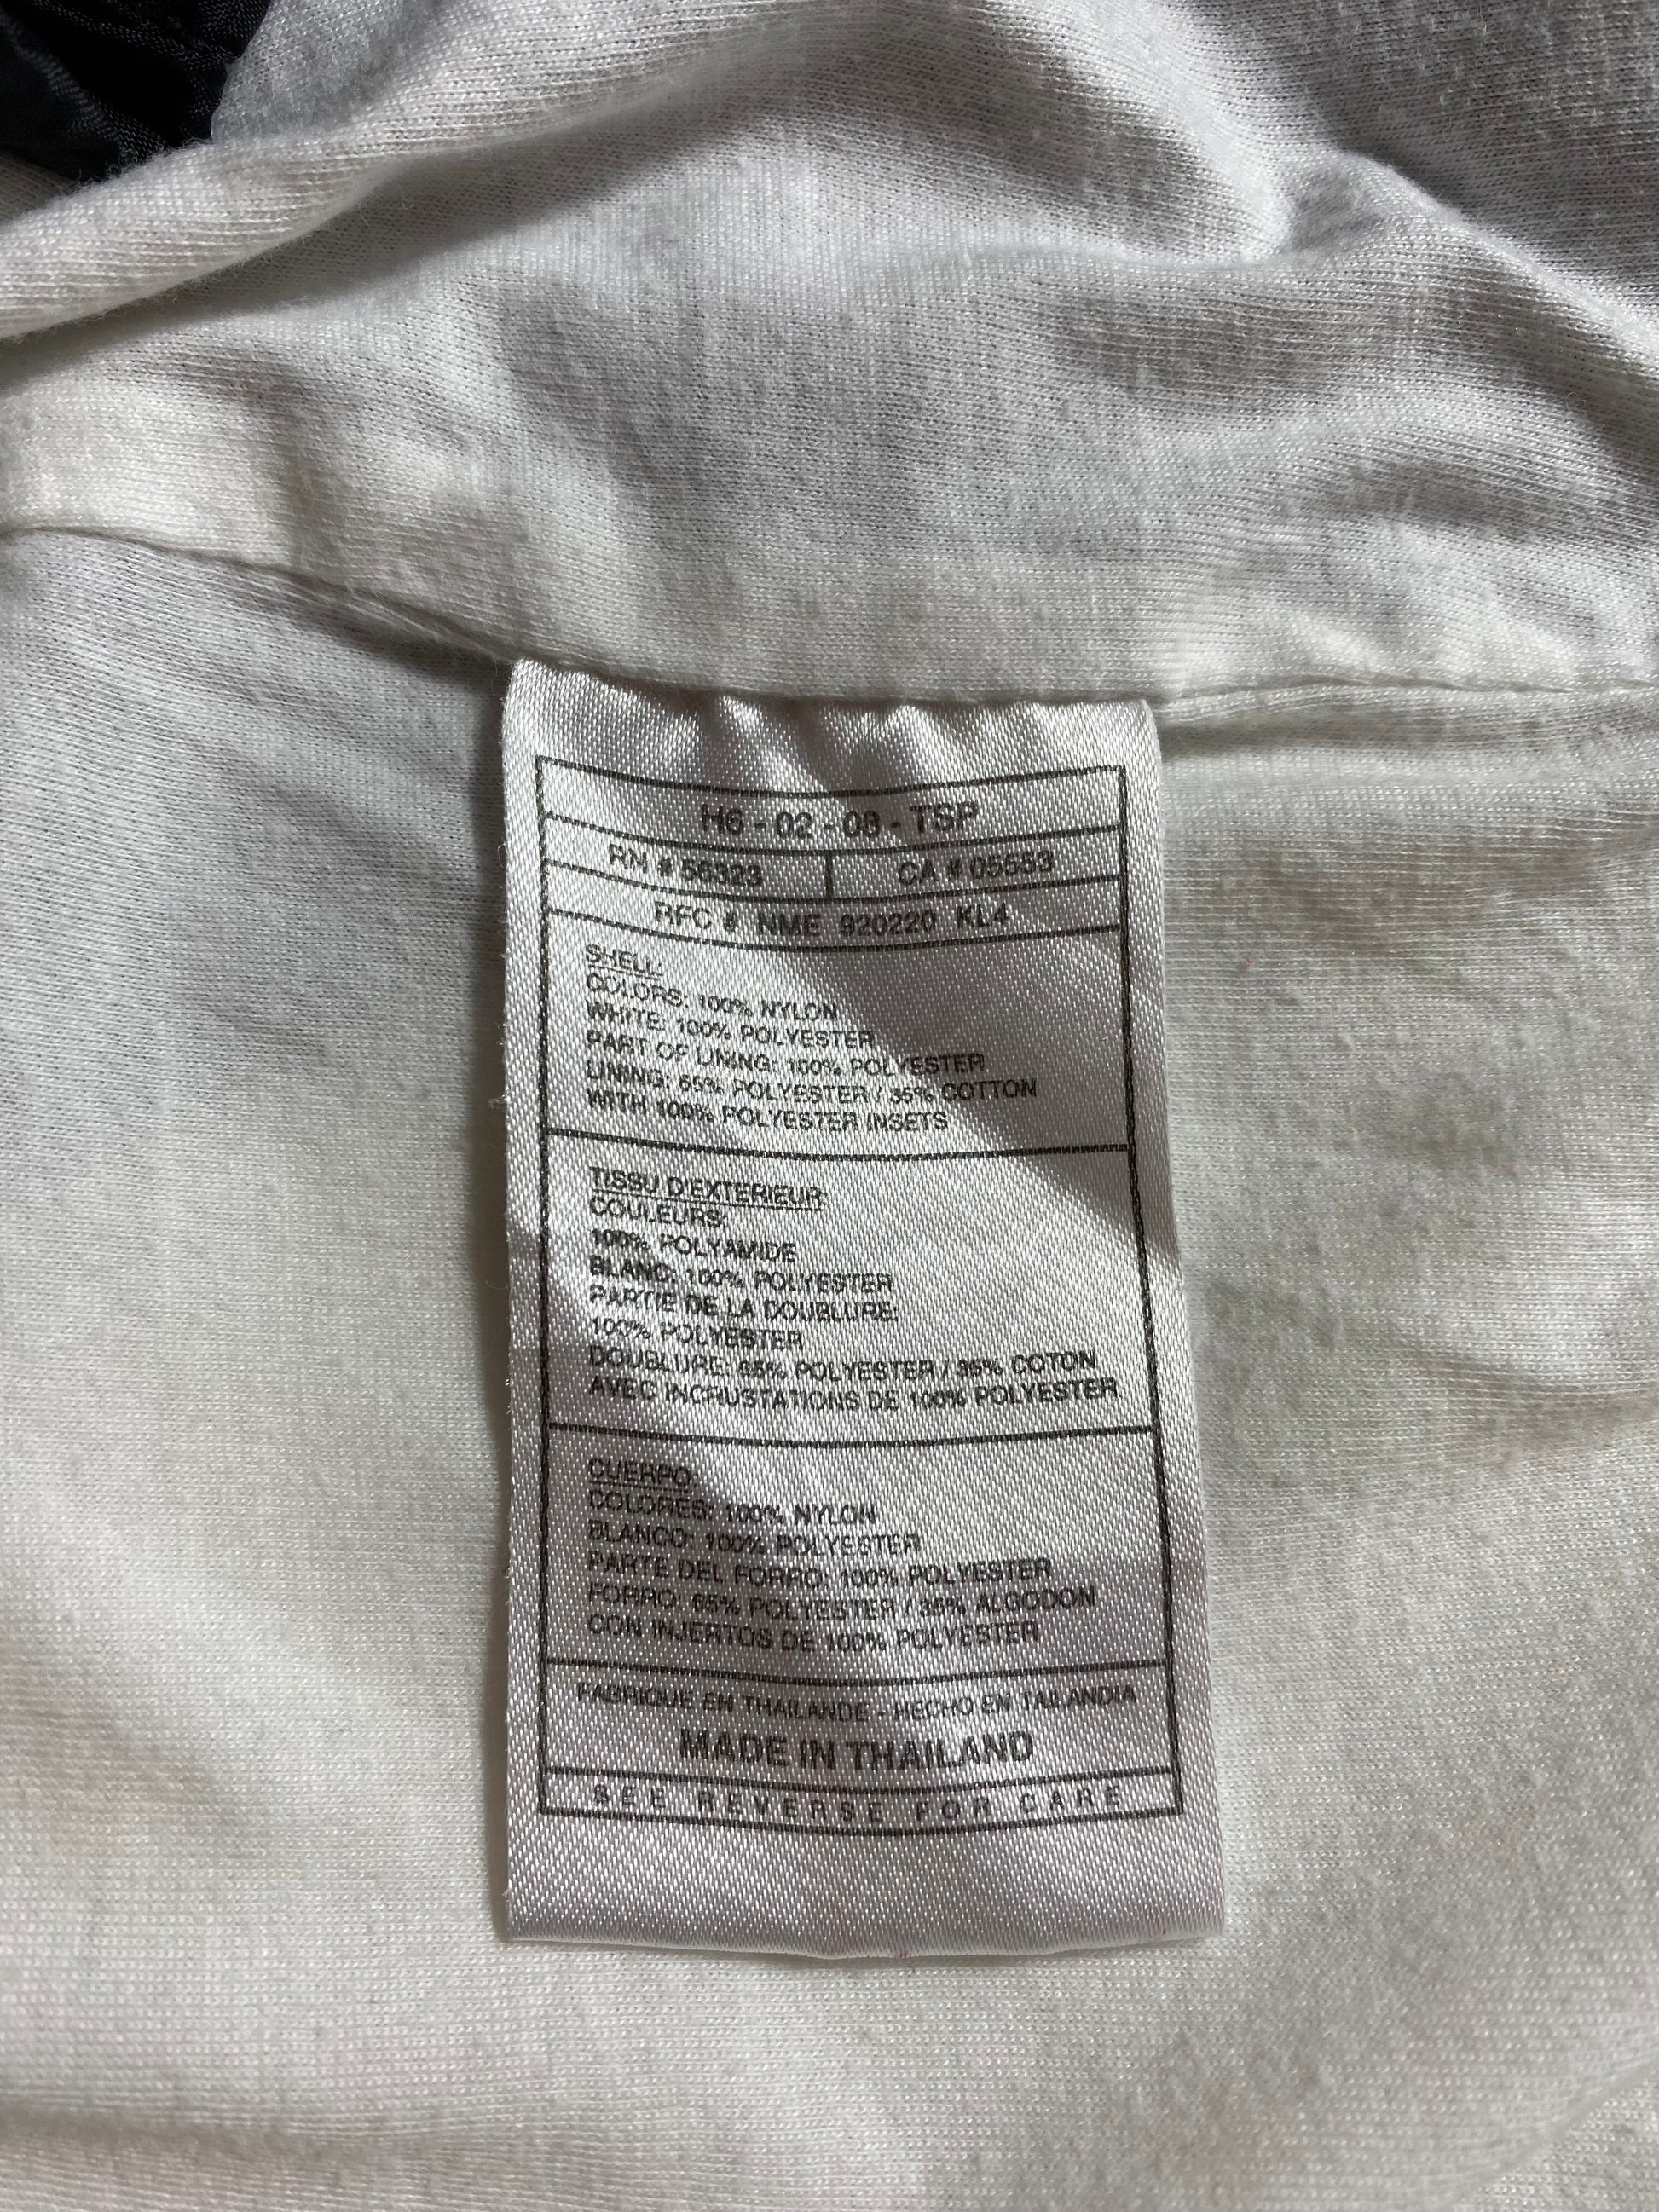 H6 - 02 - 08 - TSP
RN # 56323
CA # 05553
RFC # NME 920220 KL4
SHELL:
COLORS: 100% NYLON
WHITE: 100% POLYESTER
PART OF LINING: 100% POLYESTER
LINING: 65% POLYESTER / 35% COTTON
WITH 100% POLYESTER INSETS
TISSU D'EXTERIEUR:
COULEURS:
100% POLYAMIDE
BLANC: 100% POLYESTER
PARTIE DE LA DOUBLURE:
100% POLYESTER
DOUBLURE: 65% POLYESTER / 35% COTON
AVEC INCRUSTATIONS DE 100% POLYESTER
CUERPO:
COLORES: 100% NYLON
BLANCO: 100% POLYESTER
PARTE DEL FORRO: 100% POLYESTER
FORRO: 65% POLYESTER / 35% ALGODON
CON INJERTOS DE 100% POLYESTER
FABRIQUE EN THAILANDE - HECHO EN TAILANDIA
MADE IN THAILAND
SEE REVERSE FOR CARE